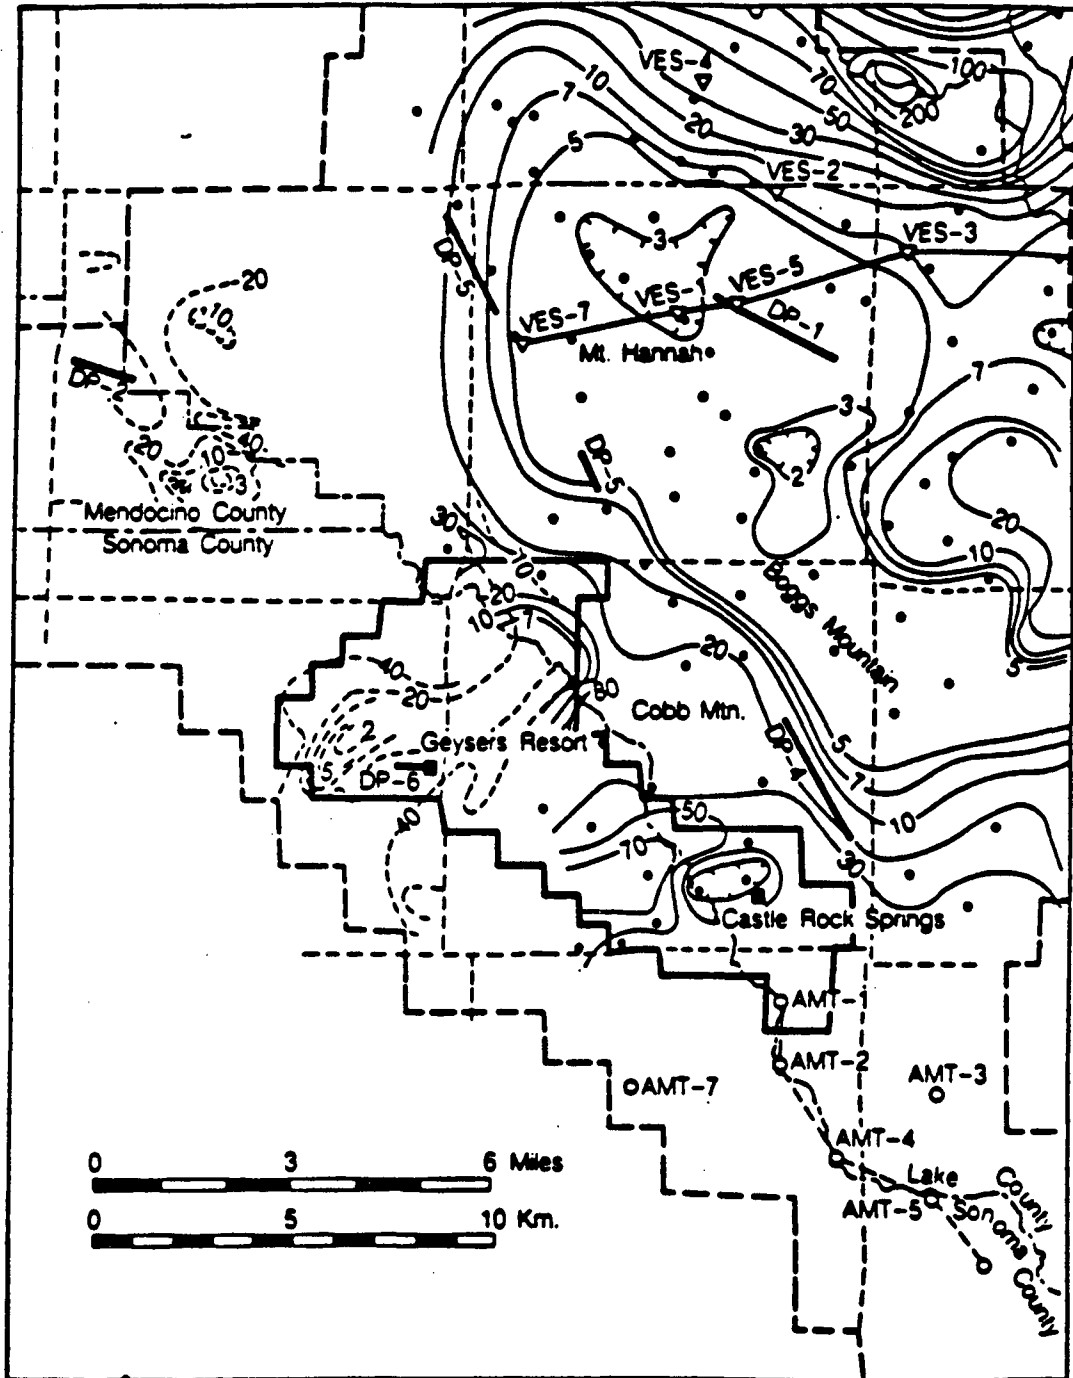 VES-4
100
10
70
7
200
50
20
30
5
VES-2
VES-3
3
DP-5
20
VES-5
10
VES-1
VES-7
DP-1
Mt. Hannah
7
DP-2
3
20
10
40
DP-5
2
3
20
Mendocino County
30
Sonoma County
10
10
20
Boggs Mountain
10
7
5
40
20
20
80
Cobb Mtn.
2
Geysers Resort
DP-4
5
5
DP-6
7
40
50
10
70
30
Castle Rock Springs
7
AMT-1
AMT-2
AMT-3
AMT-7
AMT-4
0 3 6 Miles
Lake County
AMT-5
Sonoma County
0 5 10 Km.